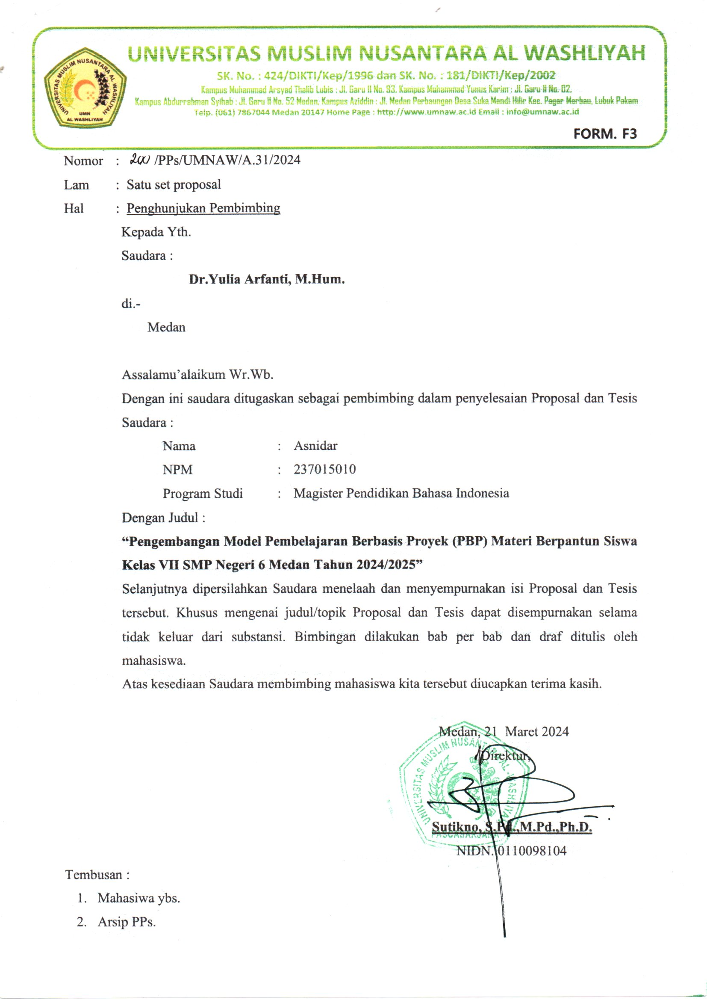 UNIVERSITAS MUSLIM NUSANTARA AL WASHLIYAH
SK. No. : 424/DIKTI/Kep/1996 dan SK. No. : 181/DIKTI/Kep/2002
Kampus Muhammad Arsyad Thalib Lubis : Jl. Garu II No. 93, Kampus Muhammad Yunus Karim : Jl. Garu II No. 02,
Kampus Abdurrahman Syihab : Jl. Garu II No. 52 Medan, Kampus Aziddin : Jl. Medan Perbaungan Desa Suka Mandi Hilir Kec. Pagar Merbau, Lubuk Pakam
Telp. (061) 7867044 Medan 20147 Home Page : http://www.umnaw.ac.id Email : info@umnaw.ac.id
UNIVERSITAS MUSLIM NUSANTARA AL WASHLIYAH
UMN
AL WASHLIYAH
FORM. F3
Nomor : /PPs/UMNAW/A.31/2024
Lam : Satu set proposal
Hal : Penghunjukan Pembimbing
Kepada Yth.
Saudara :
Dr.Yulia Arfanti, M.Hum.
di.-
Medan
Assalamu’alaikum Wr.Wb.
Dengan ini saudara ditugaskan sebagai pembimbing dalam penyelesaian Proposal dan Tesis
Saudara :
Nama : Asnidar
NPM : 237015010
Program Studi : Magister Pendidikan Bahasa Indonesia
Dengan Judul :
“Pengembangan Model Pembelajaran Berbasis Proyek (PBP) Materi Berpantun Siswa
Kelas VII SMP Negeri 6 Medan Tahun 2024/2025”
Selanjutnya dipersilahkan Saudara menelaah dan menyempurnakan isi Proposal dan Tesis
tersebut. Khusus mengenai judul/topik Proposal dan Tesis dapat disempurnakan selama
tidak keluar dari substansi. Bimbingan dilakukan bab per bab dan draf ditulis oleh
mahasiswa.
Atas kesediaan Saudara membimbing mahasiswa kita tersebut diucapkan terima kasih.
Medan, 21 Maret 2024
Direktur,
UNIVERSITAS MUSLIM NUSANTARA AL WASHLIYAH
PASCASARJANA
Sutikno, S.Pd.,M.Pd.,Ph.D.
NIDN. 0110098104
Tembusan :
1. Mahasiwa ybs.
2. Arsip PPs.